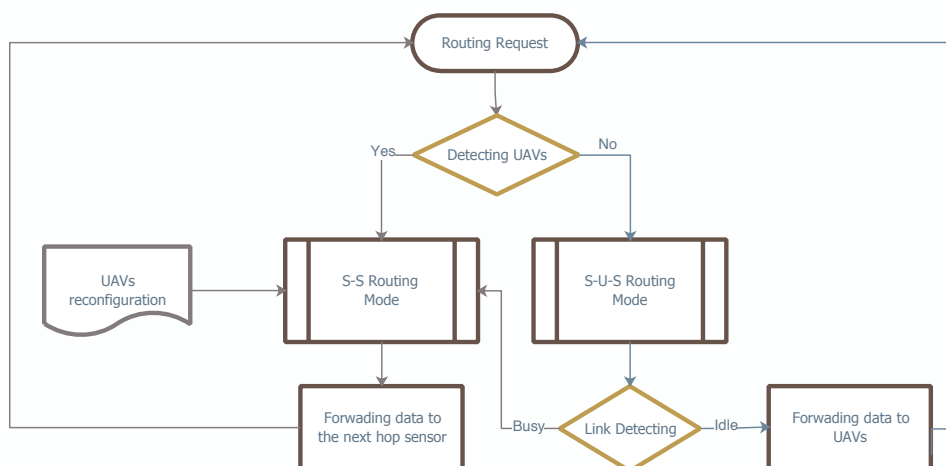 Routing Request
Detecting UAVs
Yes
No
UAVs
reconfiguration
S-S Routing
Mode
S-U-S Routing
Mode
Forwading data to
the next hop sensor
Busy
Link Detecting
Idle
Forwading data to
UAVs